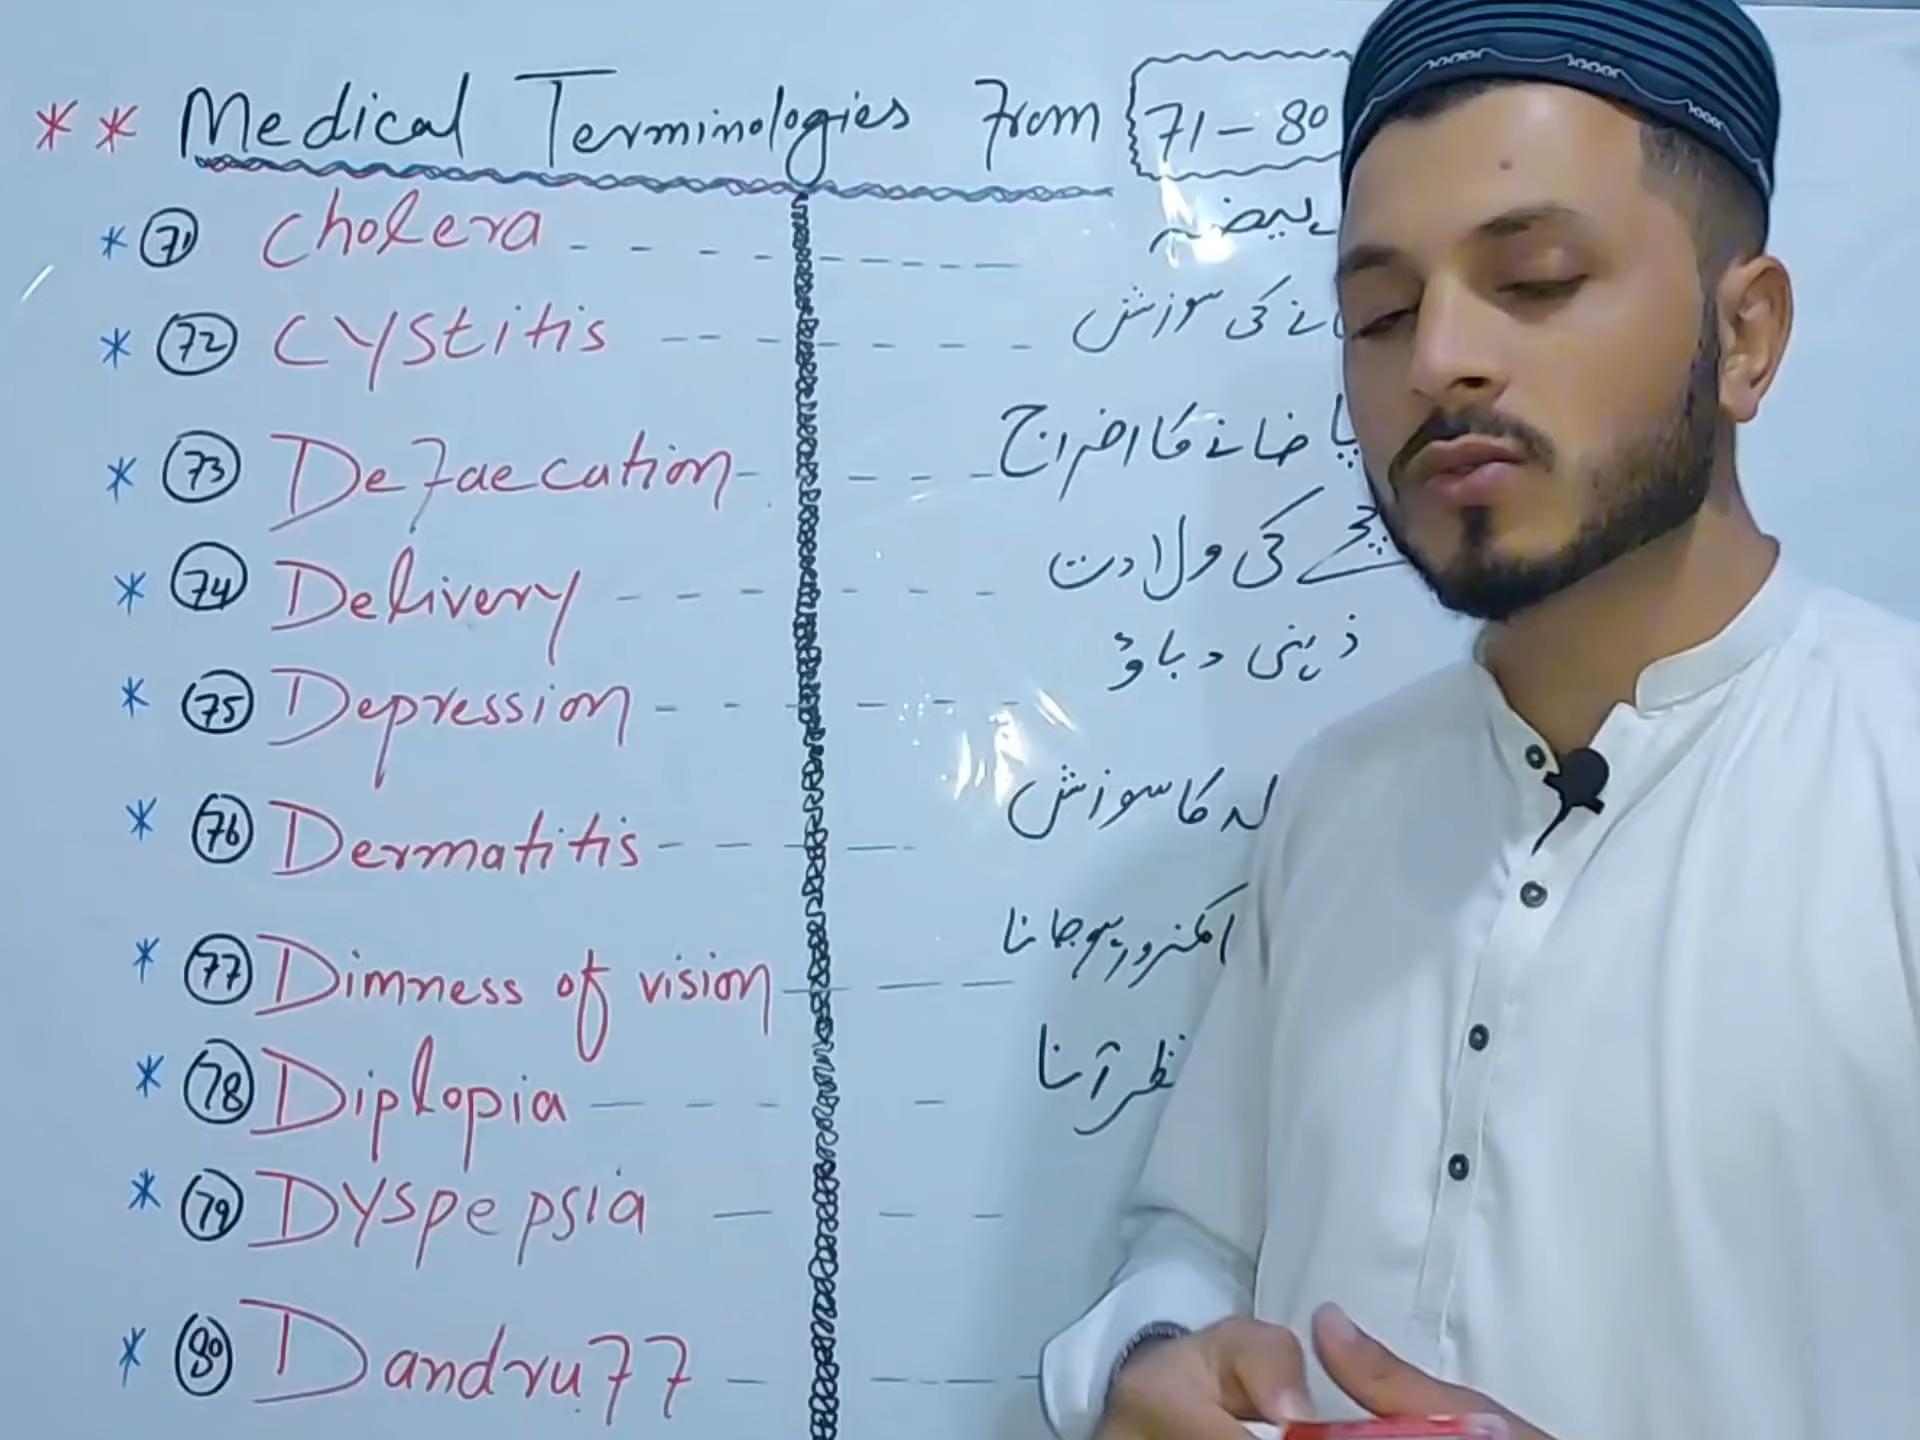 ** Medical Terminologies From 71 - 80
* 71 Cholera - - - - - - - - - ہیضہ
* 72 Cystitis - - - - - - - کی سوزش
* 73 Defaecation - - - - پاخانے کا اخراج
* 74 Delivery - - - - - - بچے کی ولادت
* 75 Depression - - - - - - ذہنی دباؤ
* 76 Dermatitis - - - - - کا سوزش
* 77 Dimness of vision - - - کمزور ہو جانا
* 78 Diplopia - - - - نظر آنا
* 79 Dyspepsia - - -
* 80 Dandruff - - -